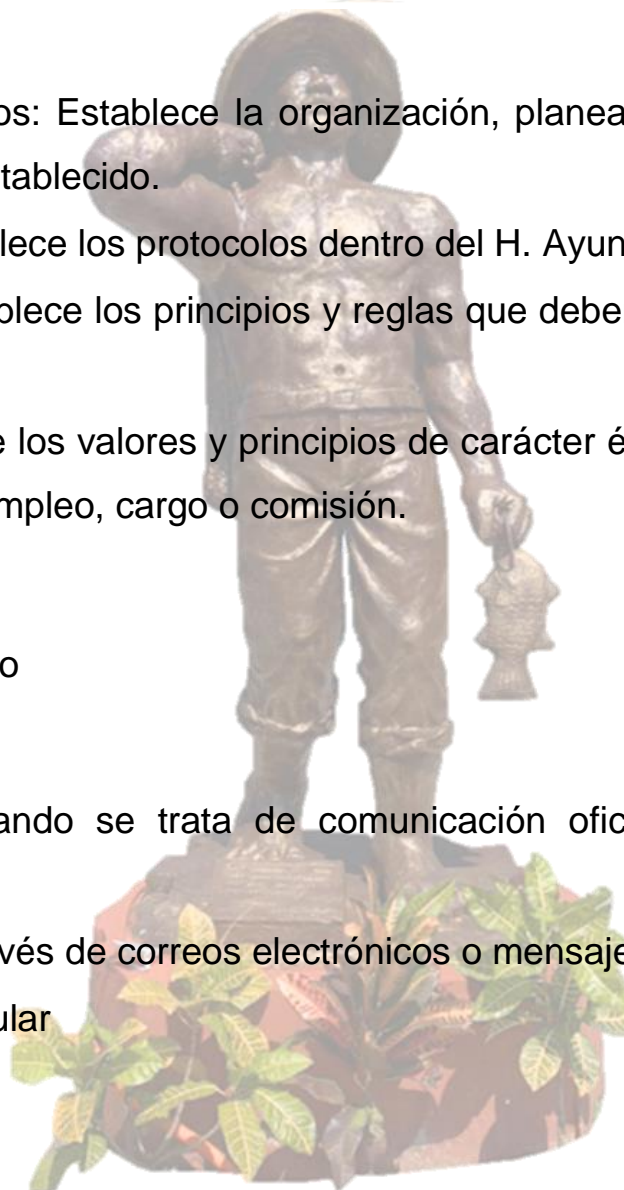 os: Establece la organización, planea
tablecido.
lece los protocolos dentro del H. Ayun
blece los principios y reglas que debe
e los valores y principios de carácter é
mpleo, cargo o comisión.
o
ando se trata de comunicación ofic
vés de correos electrónicos o mensaje
ular